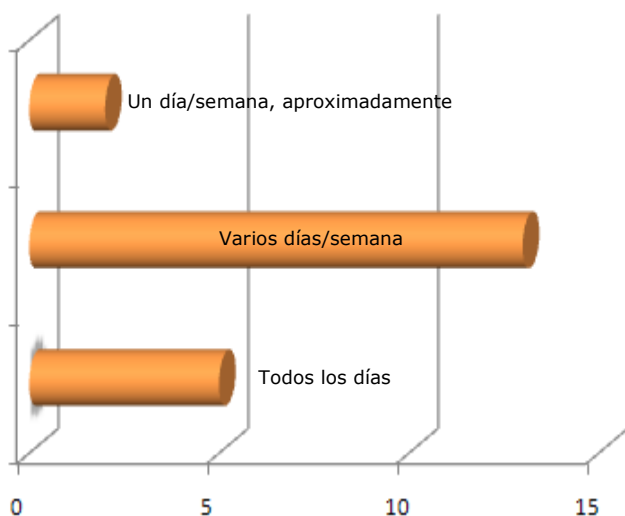 Un día/semana, aproximadamente
Varios días/semana
Todos los días
0 5 10 15